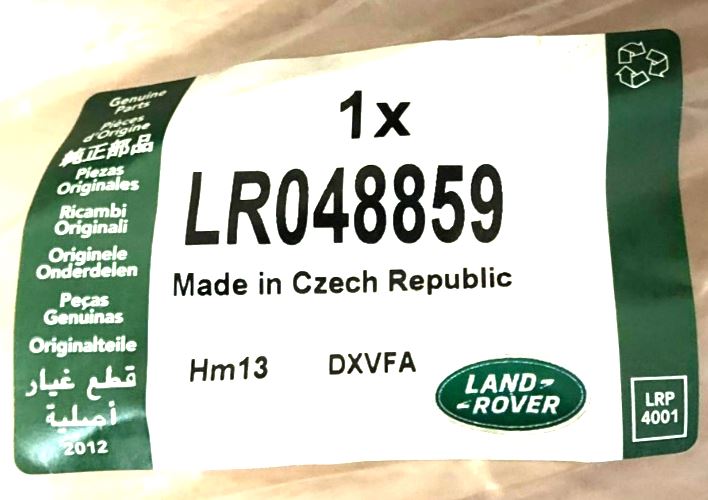 Genuine
Parts
Pièces
d'Origine
純正部品
Piezas
Originales
Ricambi
Originali
Originele
Onderdelen
Peças
Genuinas
Originalteile
قطع غيار
أصلية
2012
1x
LR048859
Made in Czech Republic
Hm13 DXVFA
LAND
ROVER
LRP
4001